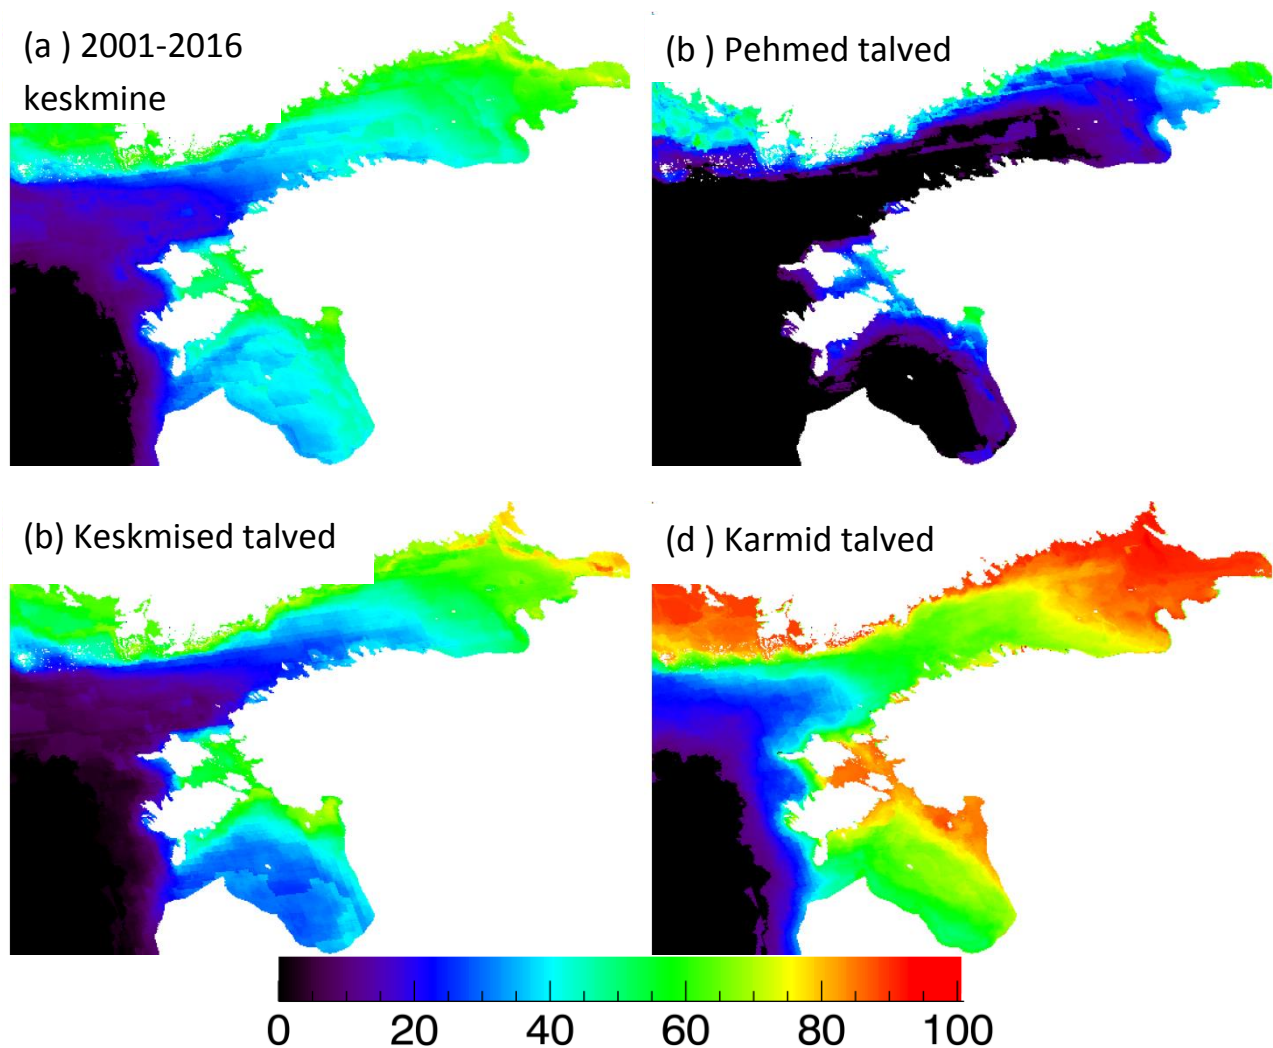 (a ) 2001-2016
keskmine
(b ) Pehmed talved
(b) Keskmised talved
(d ) Karmid talved
0 20 40 60 80 100